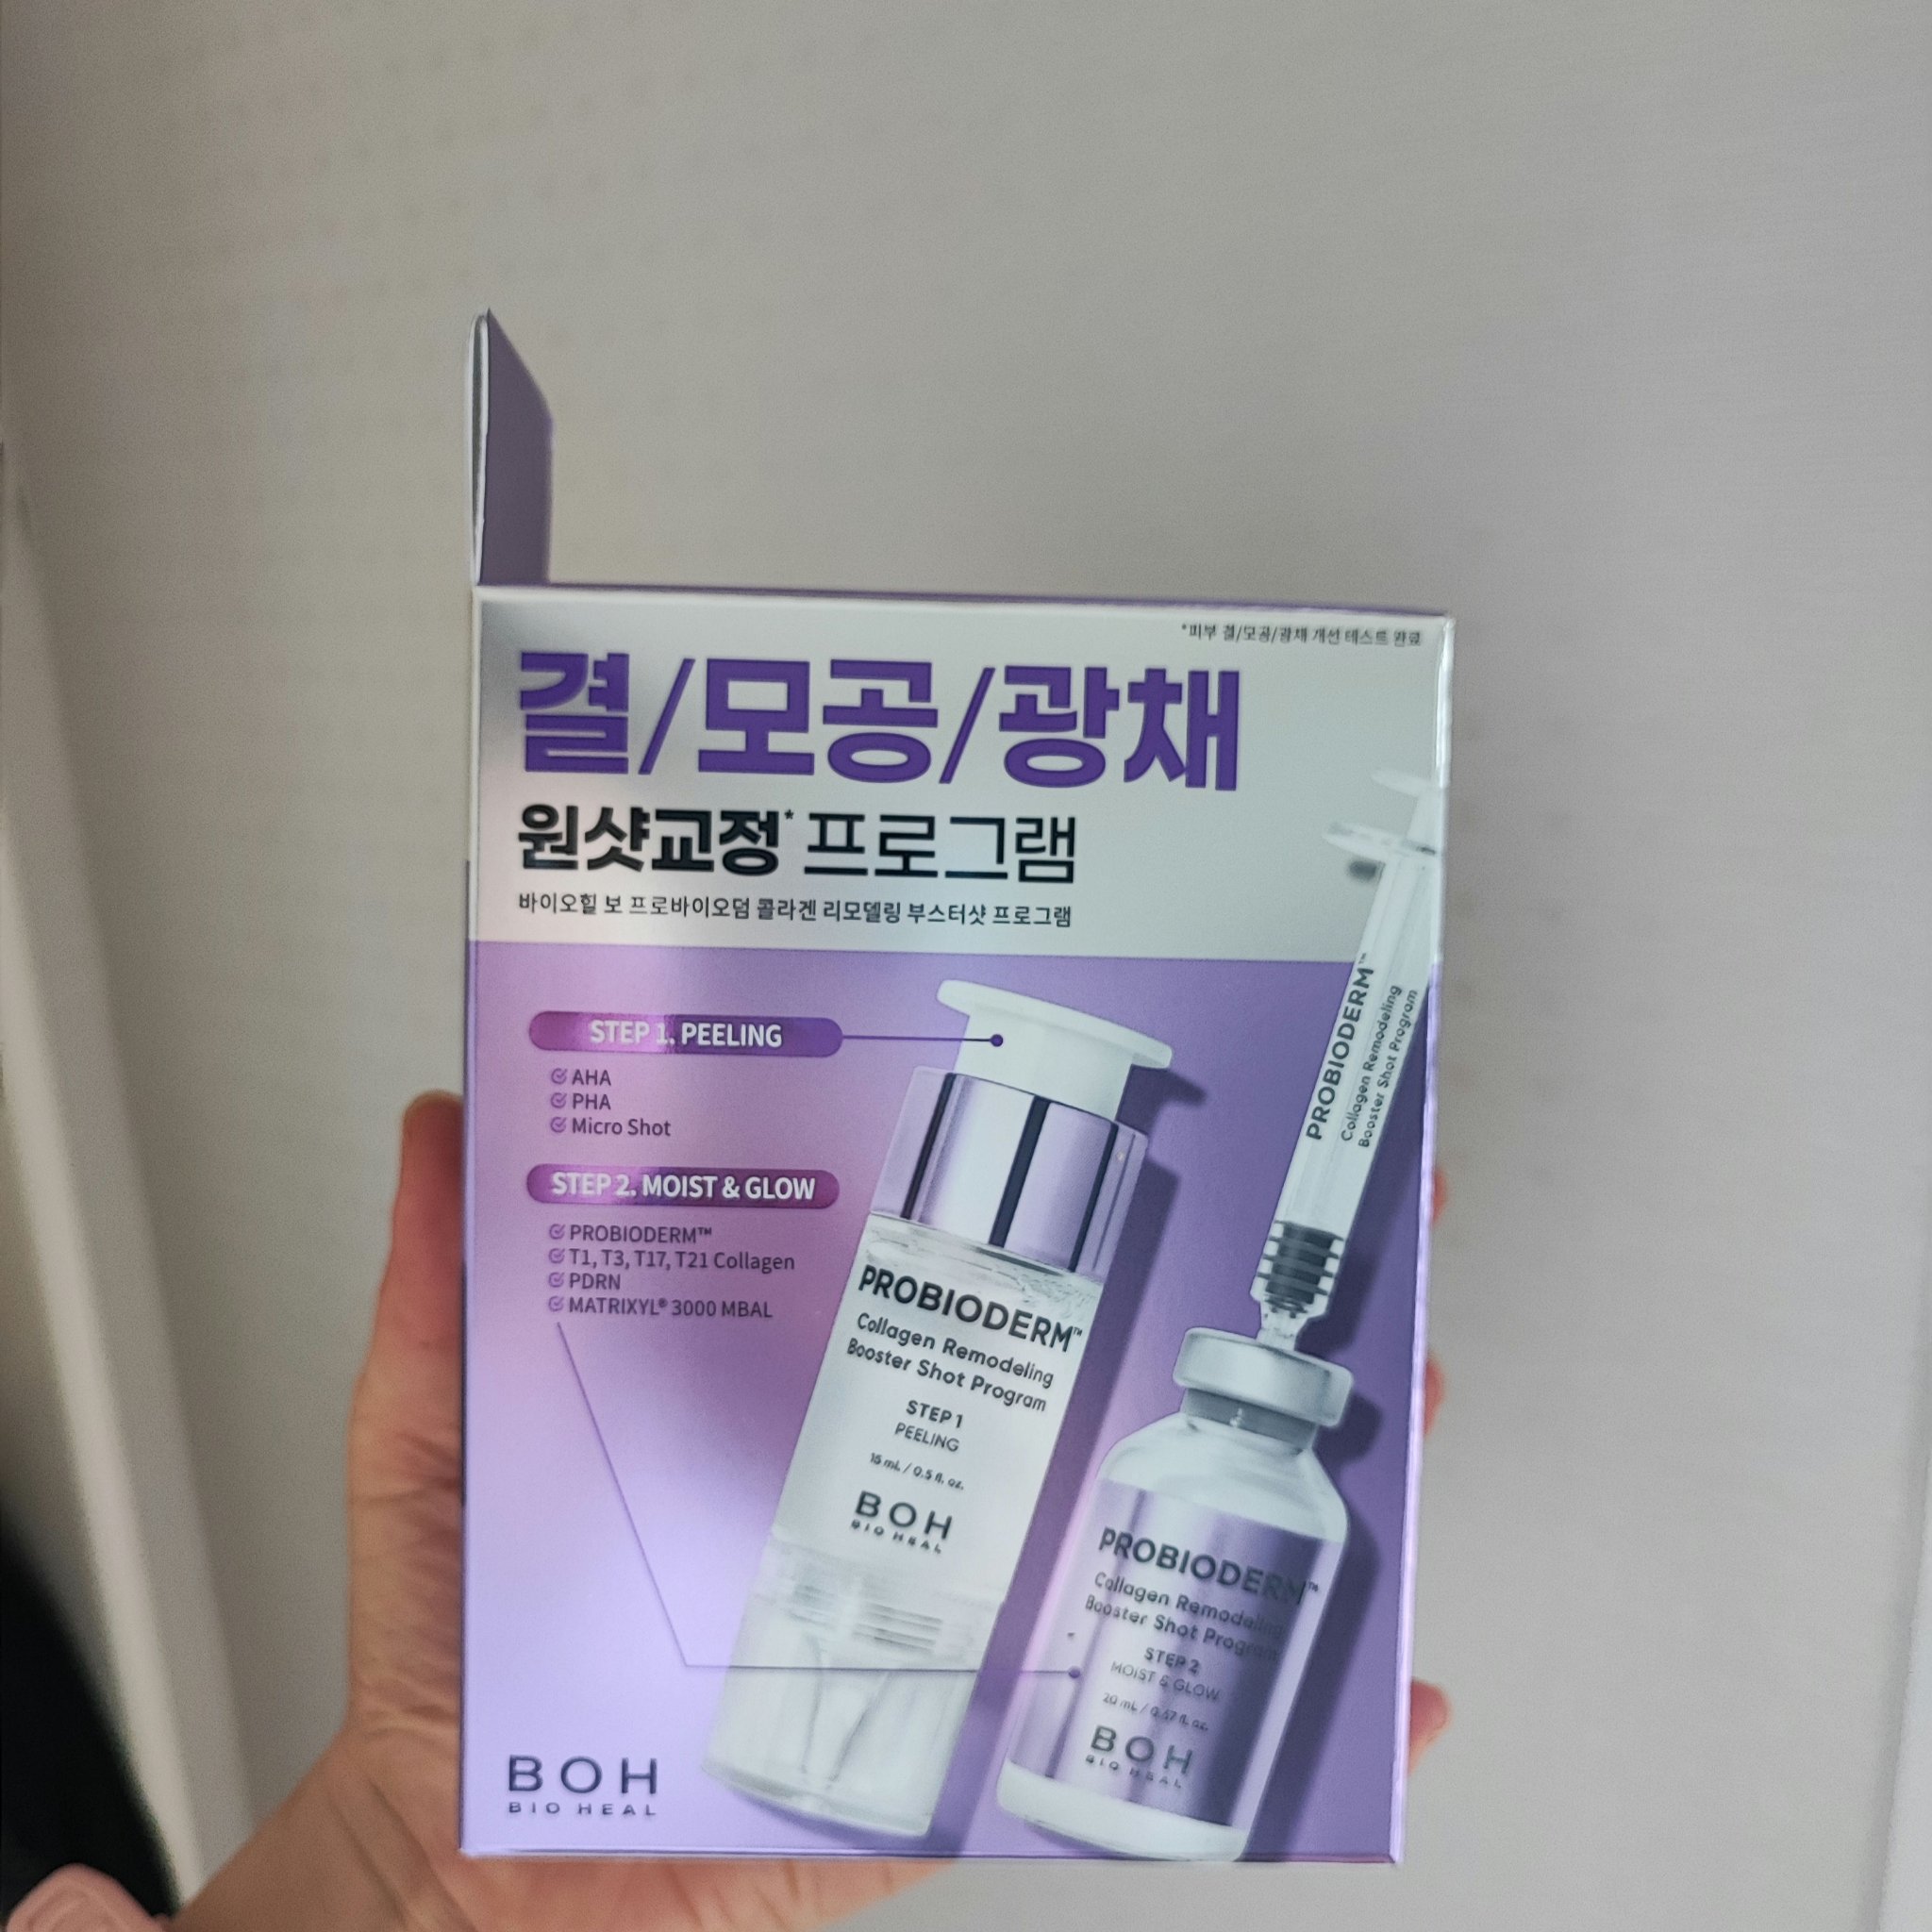 *피부 결/모공/광채 개선 테스트 완료
결/모공/광채
원샷교정* 프로그램
바이오힐 보 프로바이오덤 콜라겐 리모델링 부스터샷 프로그램
STEP 1. PEELING
AHA
PHA
Micro Shot
STEP 2. MOIST & GLOW
PROBIODERM™
T1, T3, T17, T21 Collagen
PDRN
MATRIXYL® 3000 MBAL
PROBIODERM™
Collagen Remodeling
Booster Shot Program
STEP 1
PEELING
15 mL / 0.5 fl. oz.
BOH
BIO HEAL
PROBIODERM™
Collagen Remodeling
Booster Shot Program
PROBIODERM™
Collagen Remodeling
Booster Shot Program
STEP 2
MOIST & GLOW
20 mL / 0.67 fl. oz.
BOH
BIO HEAL
BOH
BIO HEAL